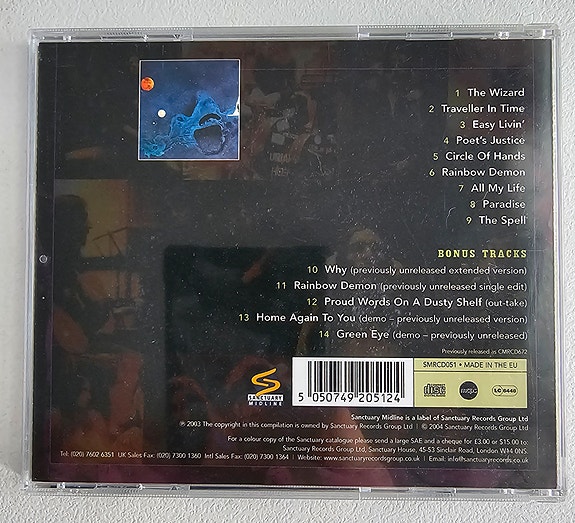 1 The Wizard
2 Traveller In Time
3 Easy Livin'
4 Poet's Justice
5 Circle Of Hands
6 Rainbow Demon
7 All My Life
8 Paradise
9 The Spell
BONUS TRACKS
10 Why (previously unreleased extended version)
11 Rainbow Demon (previously unreleased single edit)
12 Proud Words On A Dusty Shelf (out-take)
13 Home Again To You (demo – previously unreleased version)
14 Green Eye (demo – previously unreleased)
Previously released as CMRCD672
SANCTUARY
MIDLINE
5 050749 205124
SMRCD051 • MADE IN THE EU
COMPACT disc DIGITAL AUDIO
mcps
LC 6448
Sanctuary Midline is a label of Sanctuary Records Group Ltd
℗ 2003 The copyright in this compilation is owned by Sanctuary Records Group Ltd | © 2004 Sanctuary Records Group Ltd
For a colour copy of the Sanctuary catalogue please send a large SAE and a cheque for £3.00 or $15.00 to:
Sanctuary Records Group Ltd, Sanctuary House, 45-53 Sinclair Road, London W14 0NS.
Tel: (020) 7602 6351 UK Sales Fax: (020) 7300 1360 Intl Sales Fax: (020) 7300 1364 | Website: www.sanctuaryrecordsgroup.co.uk | Email: info@sanctuaryrecords.co.uk